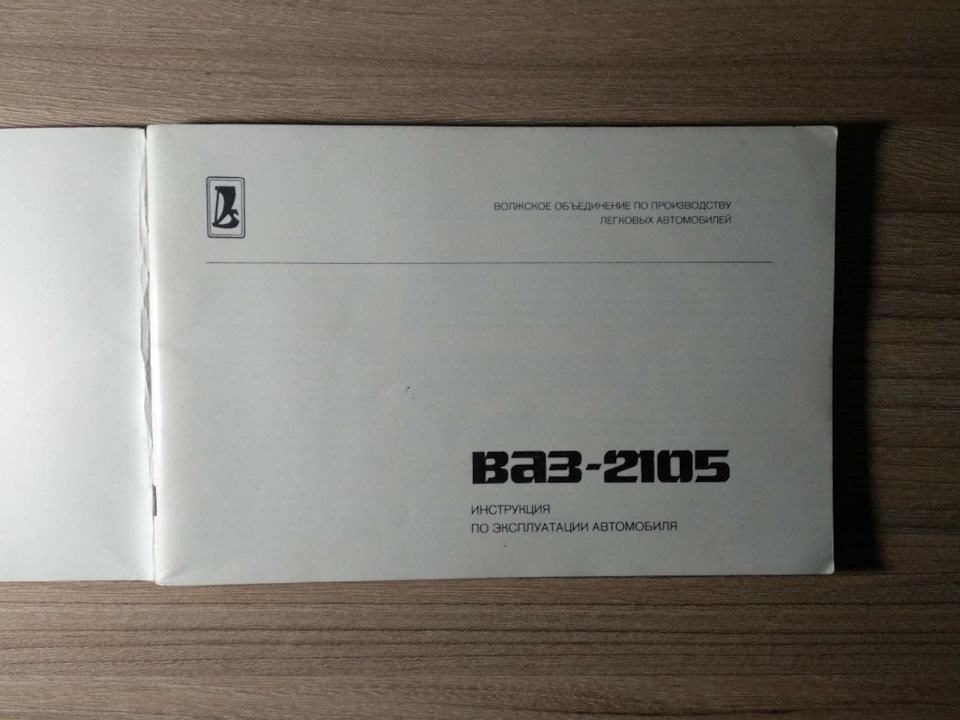 ВОЛЖСКОЕ ОБЪЕДИНЕНИЕ ПО ПРОИЗВОДСТВУ
ЛЕГКОВЫХ АВТОМОБИЛЕЙ
ВАЗ-2105
ИНСТРУКЦИЯ
ПО ЭКСПЛУАТАЦИИ АВТОМОБИЛЯ